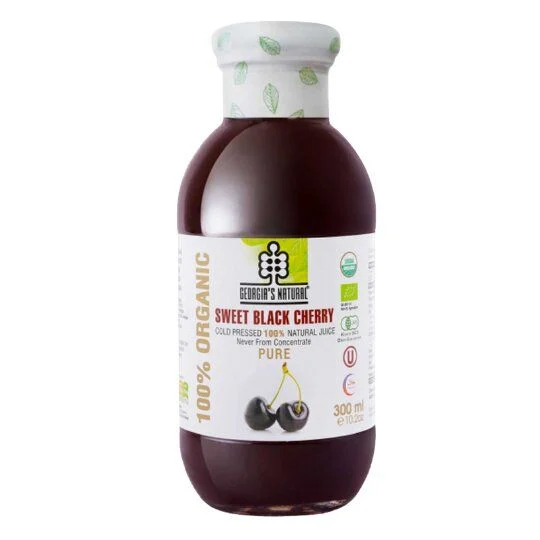 100% ORGANIC
GEORGIA'S NATURAL
SWEET BLACK CHERRY
COLD PRESSED 100% NATURAL JUICE
Never From Concentrate
PURE
U
300 ml
℮ 10.2oz